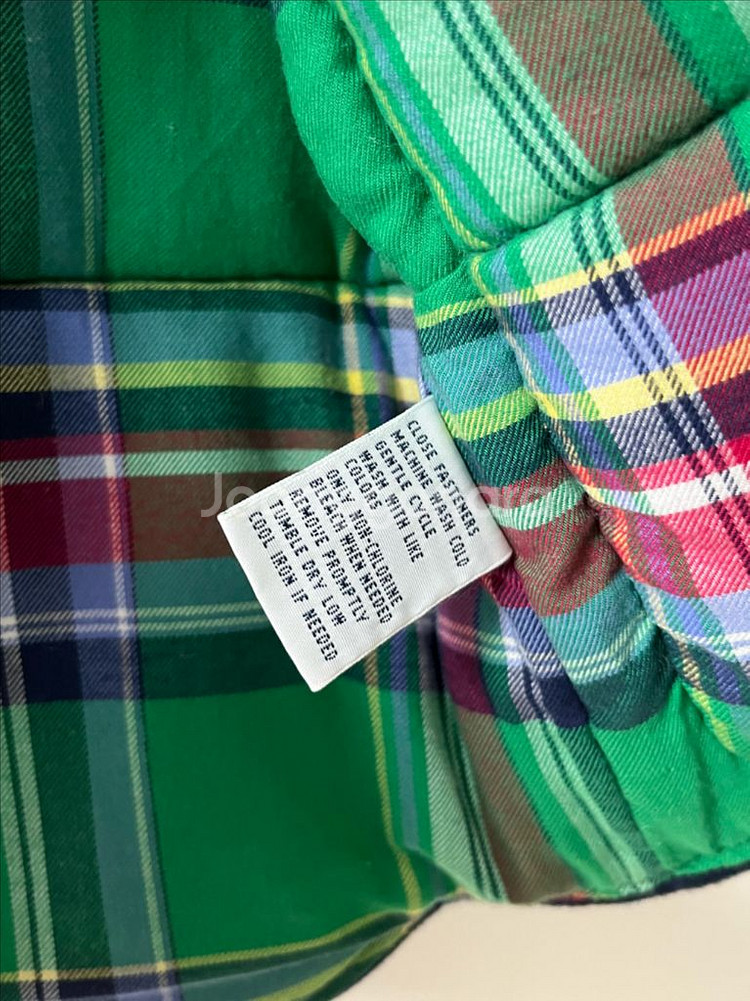 CLOSE FASTENERS
MACHINE WASH COLD
GENTLE CYCLE
WASH WITH LIKE
COLORS
ONLY NON-CHLORINE
BLEACH WHEN NEEDED
REMOVE PROMPTLY
TUMBLE DRY LOW
COOL IRON IF NEEDED